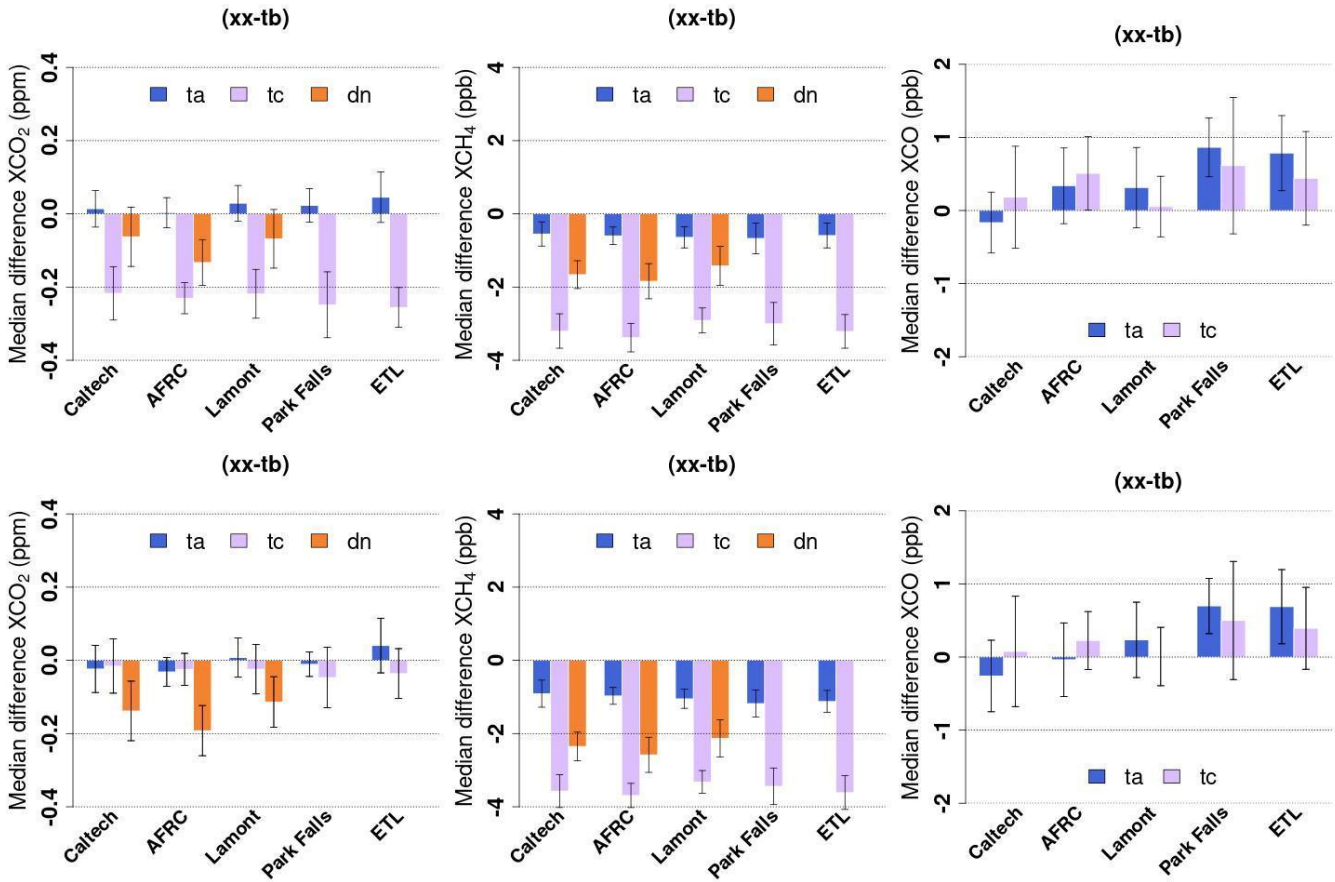 (xx-tb)
Median difference XCO₂ (ppm)
0.4
0.2
0.0
-0.2
-0.4
ta tc dn
Caltech
AFRC
Lamont
Park Falls
ETL
(xx-tb)
Median difference XCH₄ (ppb)
4
2
0
-2
-4
ta tc dn
Caltech
AFRC
Lamont
Park Falls
ETL
(xx-tb)
Median difference XCO (ppb)
2
1
0
-1
-2
ta tc
Caltech
AFRC
Lamont
Park Falls
ETL
(xx-tb)
Median difference XCO₂ (ppm)
0.4
0.2
0.0
-0.2
-0.4
ta tc dn
Caltech
AFRC
Lamont
Park Falls
ETL
(xx-tb)
Median difference XCH₄ (ppb)
4
2
0
-2
-4
ta tc dn
Caltech
AFRC
Lamont
Park Falls
ETL
(xx-tb)
Median difference XCO (ppb)
2
1
0
-1
-2
ta tc
Caltech
AFRC
Lamont
Park Falls
ETL